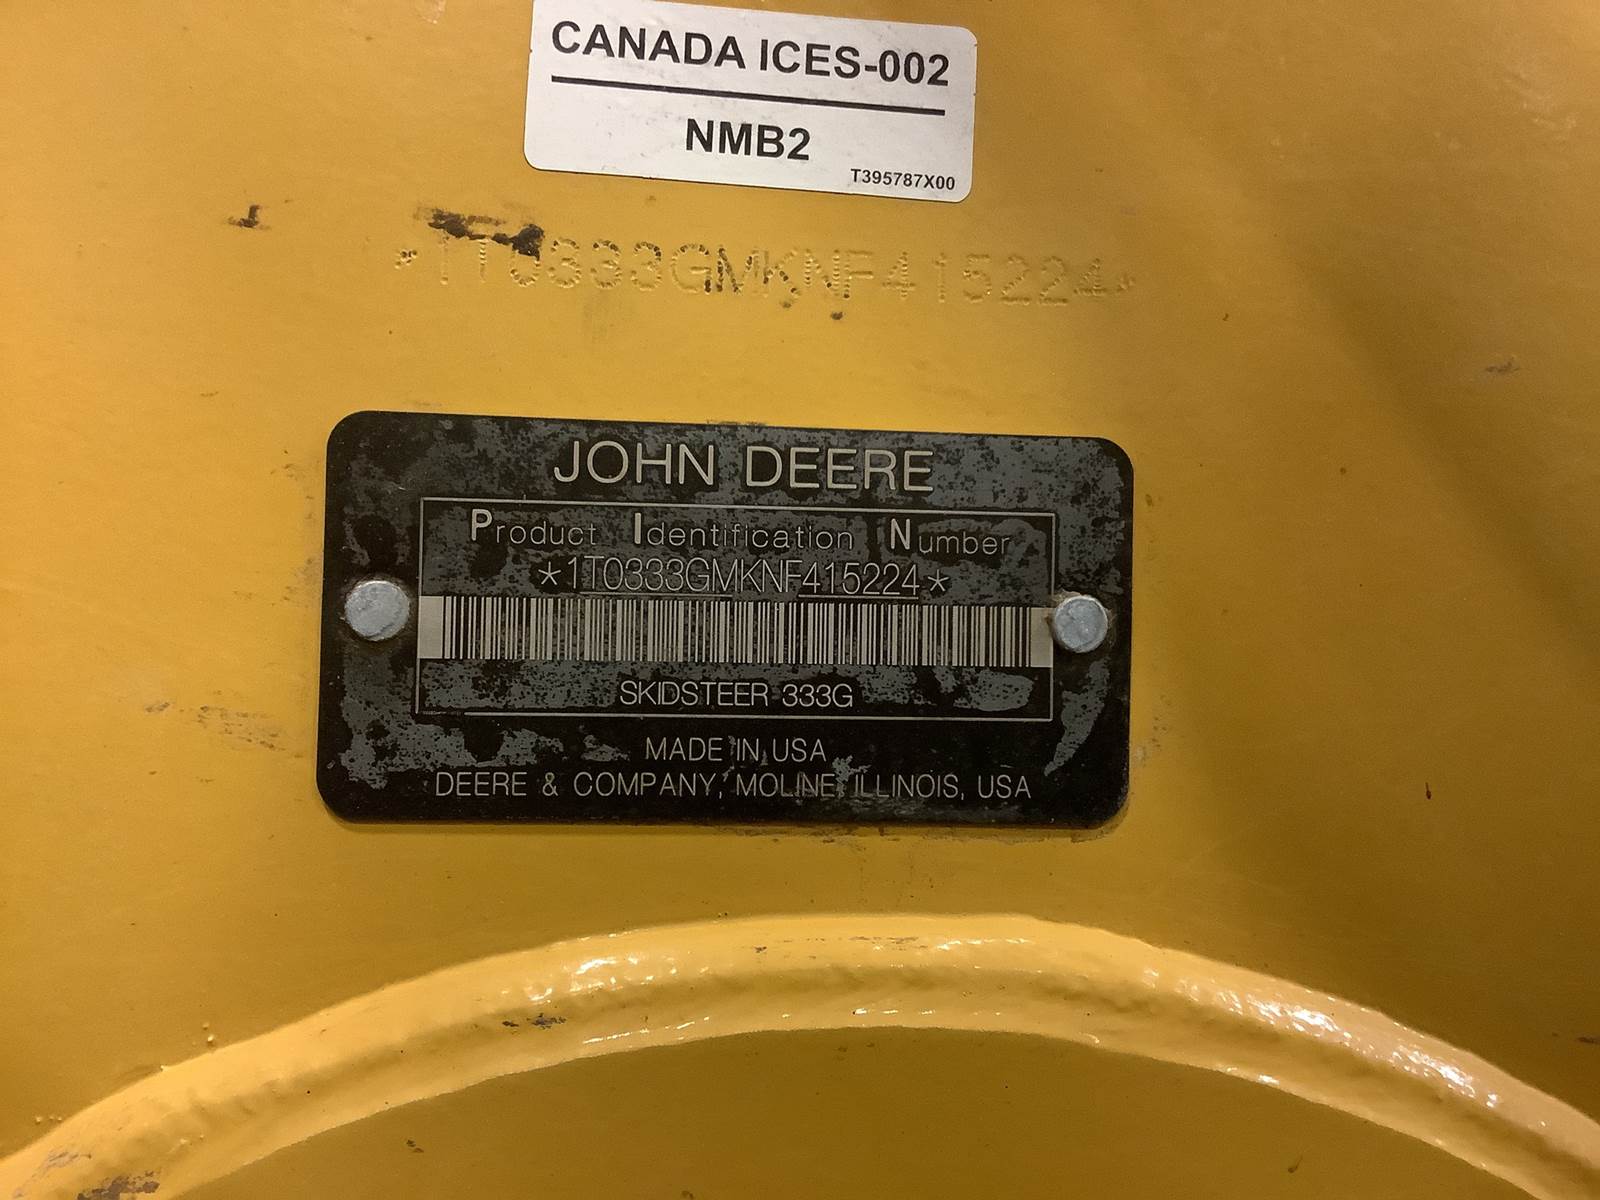 CANADA ICES-002
NMB2
T395787X00
*1T0333GMKNF415224*
JOHN DEERE
Product Identification Number
*1T0333GMKNF415224*
SKIDSTEER 333G
MADE IN USA
DEERE & COMPANY, MOLINE, ILLINOIS, USA